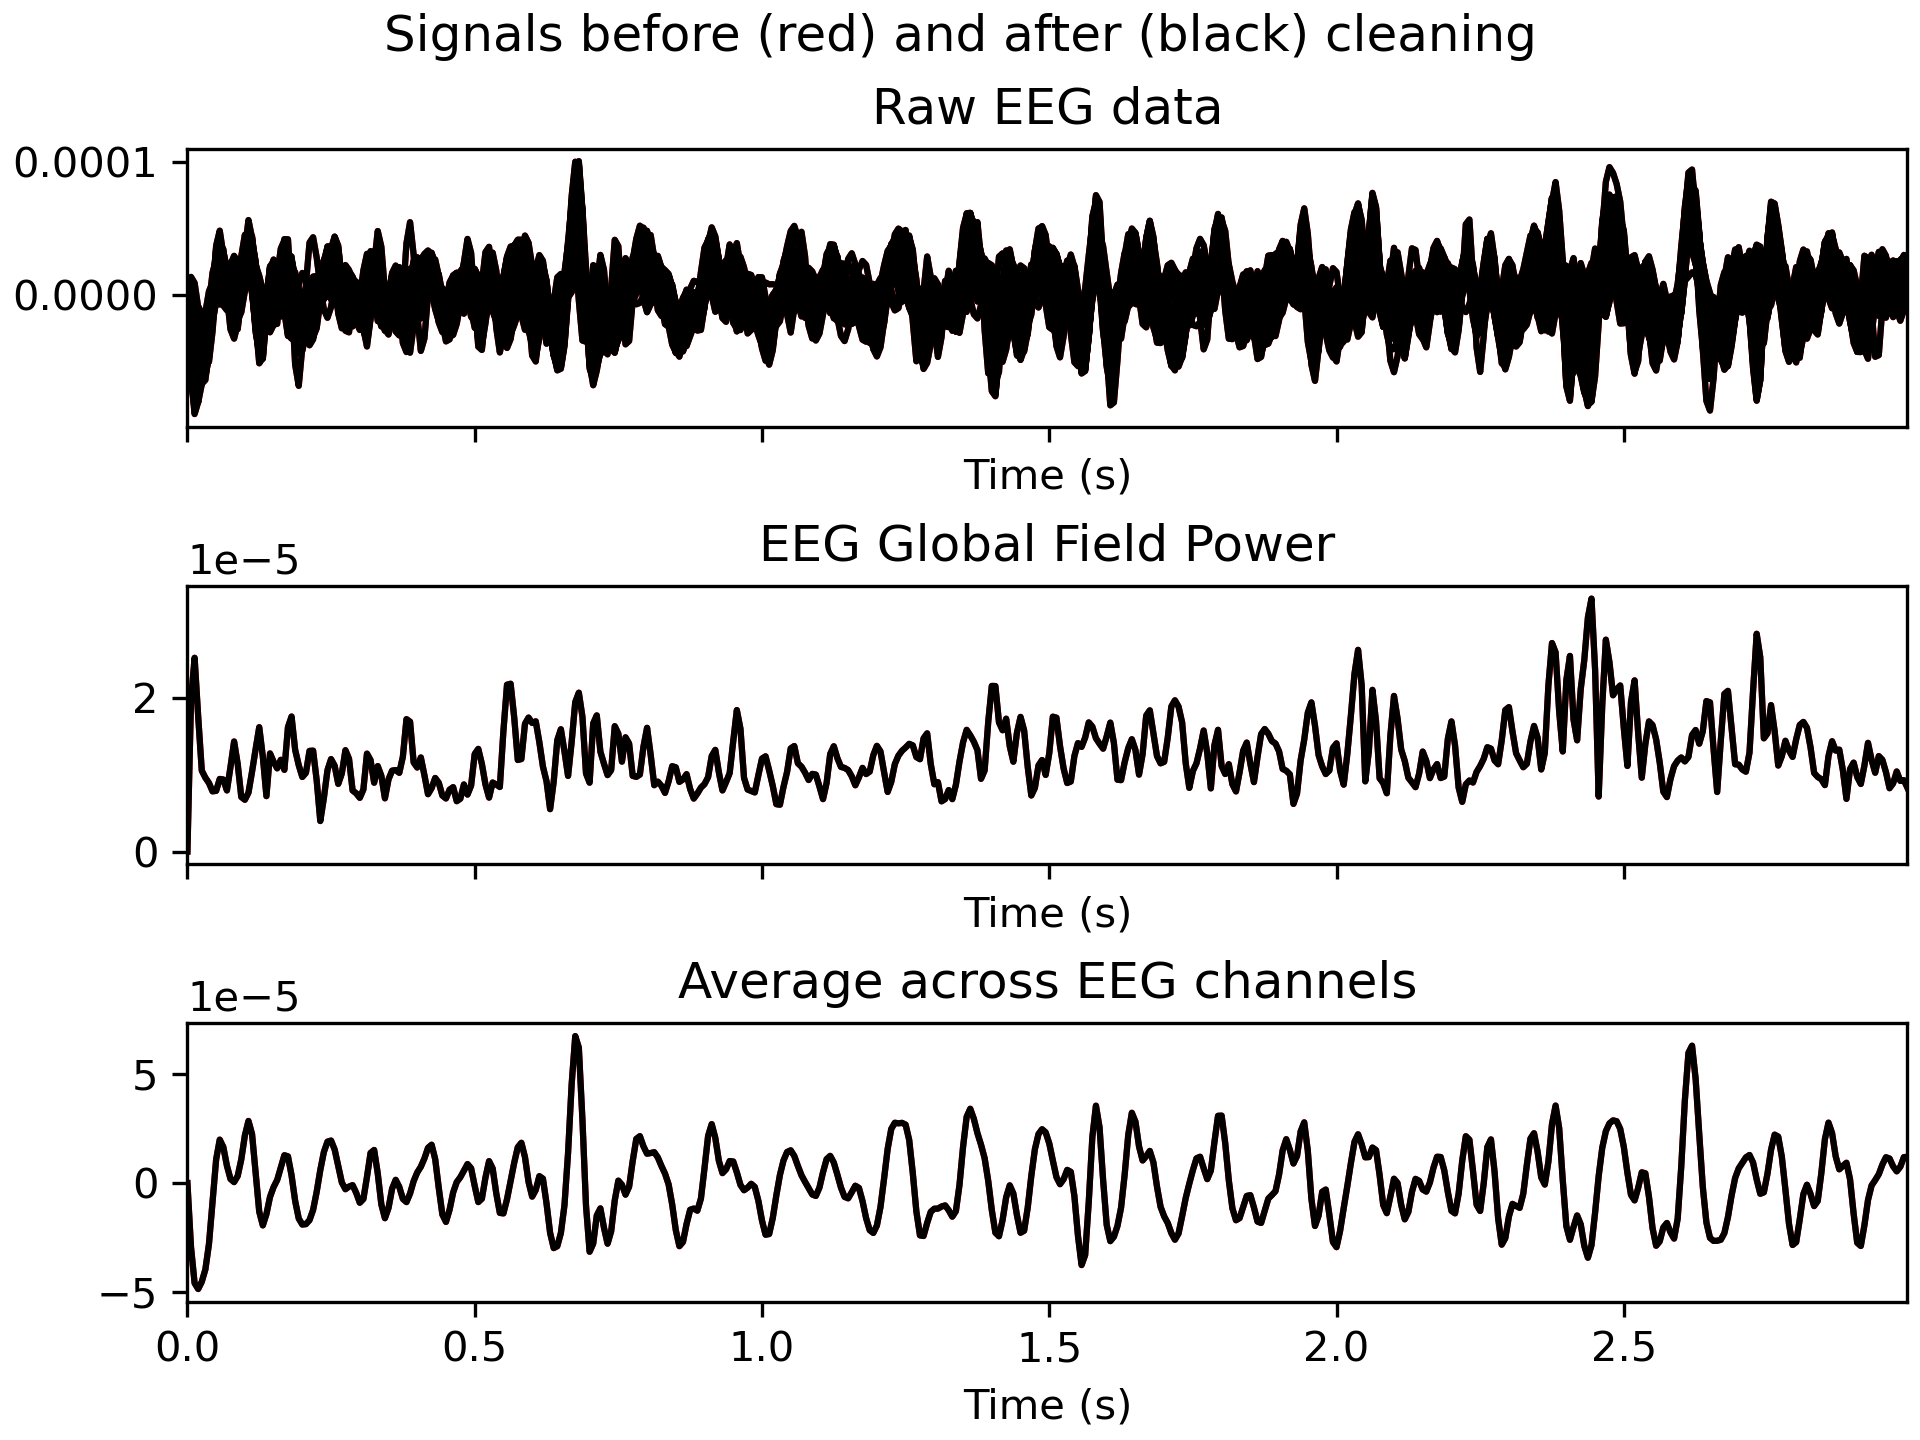 Signals before (red) and after (black) cleaning
Raw EEG data
0.0001
0.0000
Time (s)
EEG Global Field Power
1e−5
2
0
Time (s)
Average across EEG channels
1e−5
5
0
−5
0.0 0.5 1.0 1.5 2.0 2.5
Time (s)